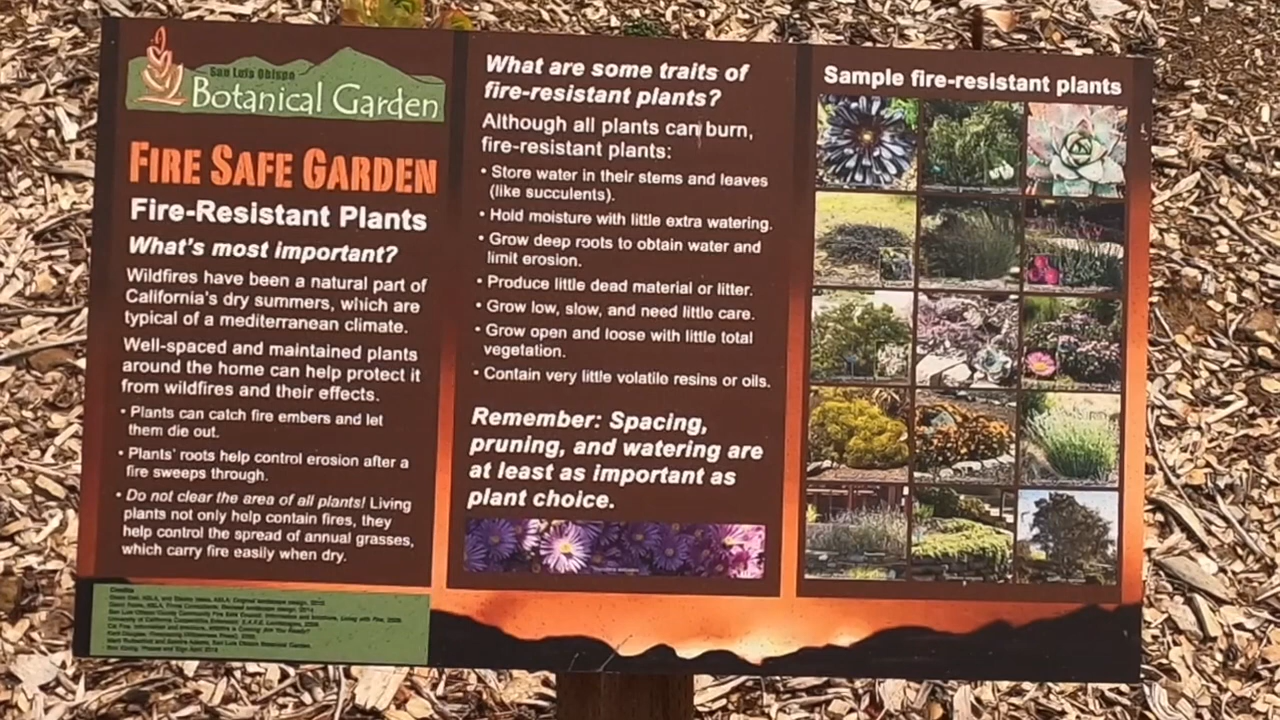 San Luis Obispo
Botanical Garden
FIRE SAFE GARDEN
Fire-Resistant Plants
What's most important?
Wildfires have been a natural part of
California's dry summers, which are
typical of a mediterranean climate.
Well-spaced and maintained plants
around the home can help protect it
from wildfires and their effects.
• Plants can catch fire embers and let
them die out.
• Plants' roots help control erosion after a
fire sweeps through.
• Do not clear the area of all plants! Living
plants not only help contain fires, they
help control the spread of annual grasses,
which carry fire easily when dry.
Credits
What are some traits of
fire-resistant plants?
Although all plants can burn,
fire-resistant plants:
• Store water in their stems and leaves
(like succulents).
• Hold moisture with little extra watering.
• Grow deep roots to obtain water and
limit erosion.
• Produce little dead material or litter.
• Grow low, slow, and need little care.
• Grow open and loose with little total
vegetation.
• Contain very little volatile resins or oils.
Remember: Spacing,
pruning, and watering are
at least as important as
plant choice.
Sample fire-resistant plants